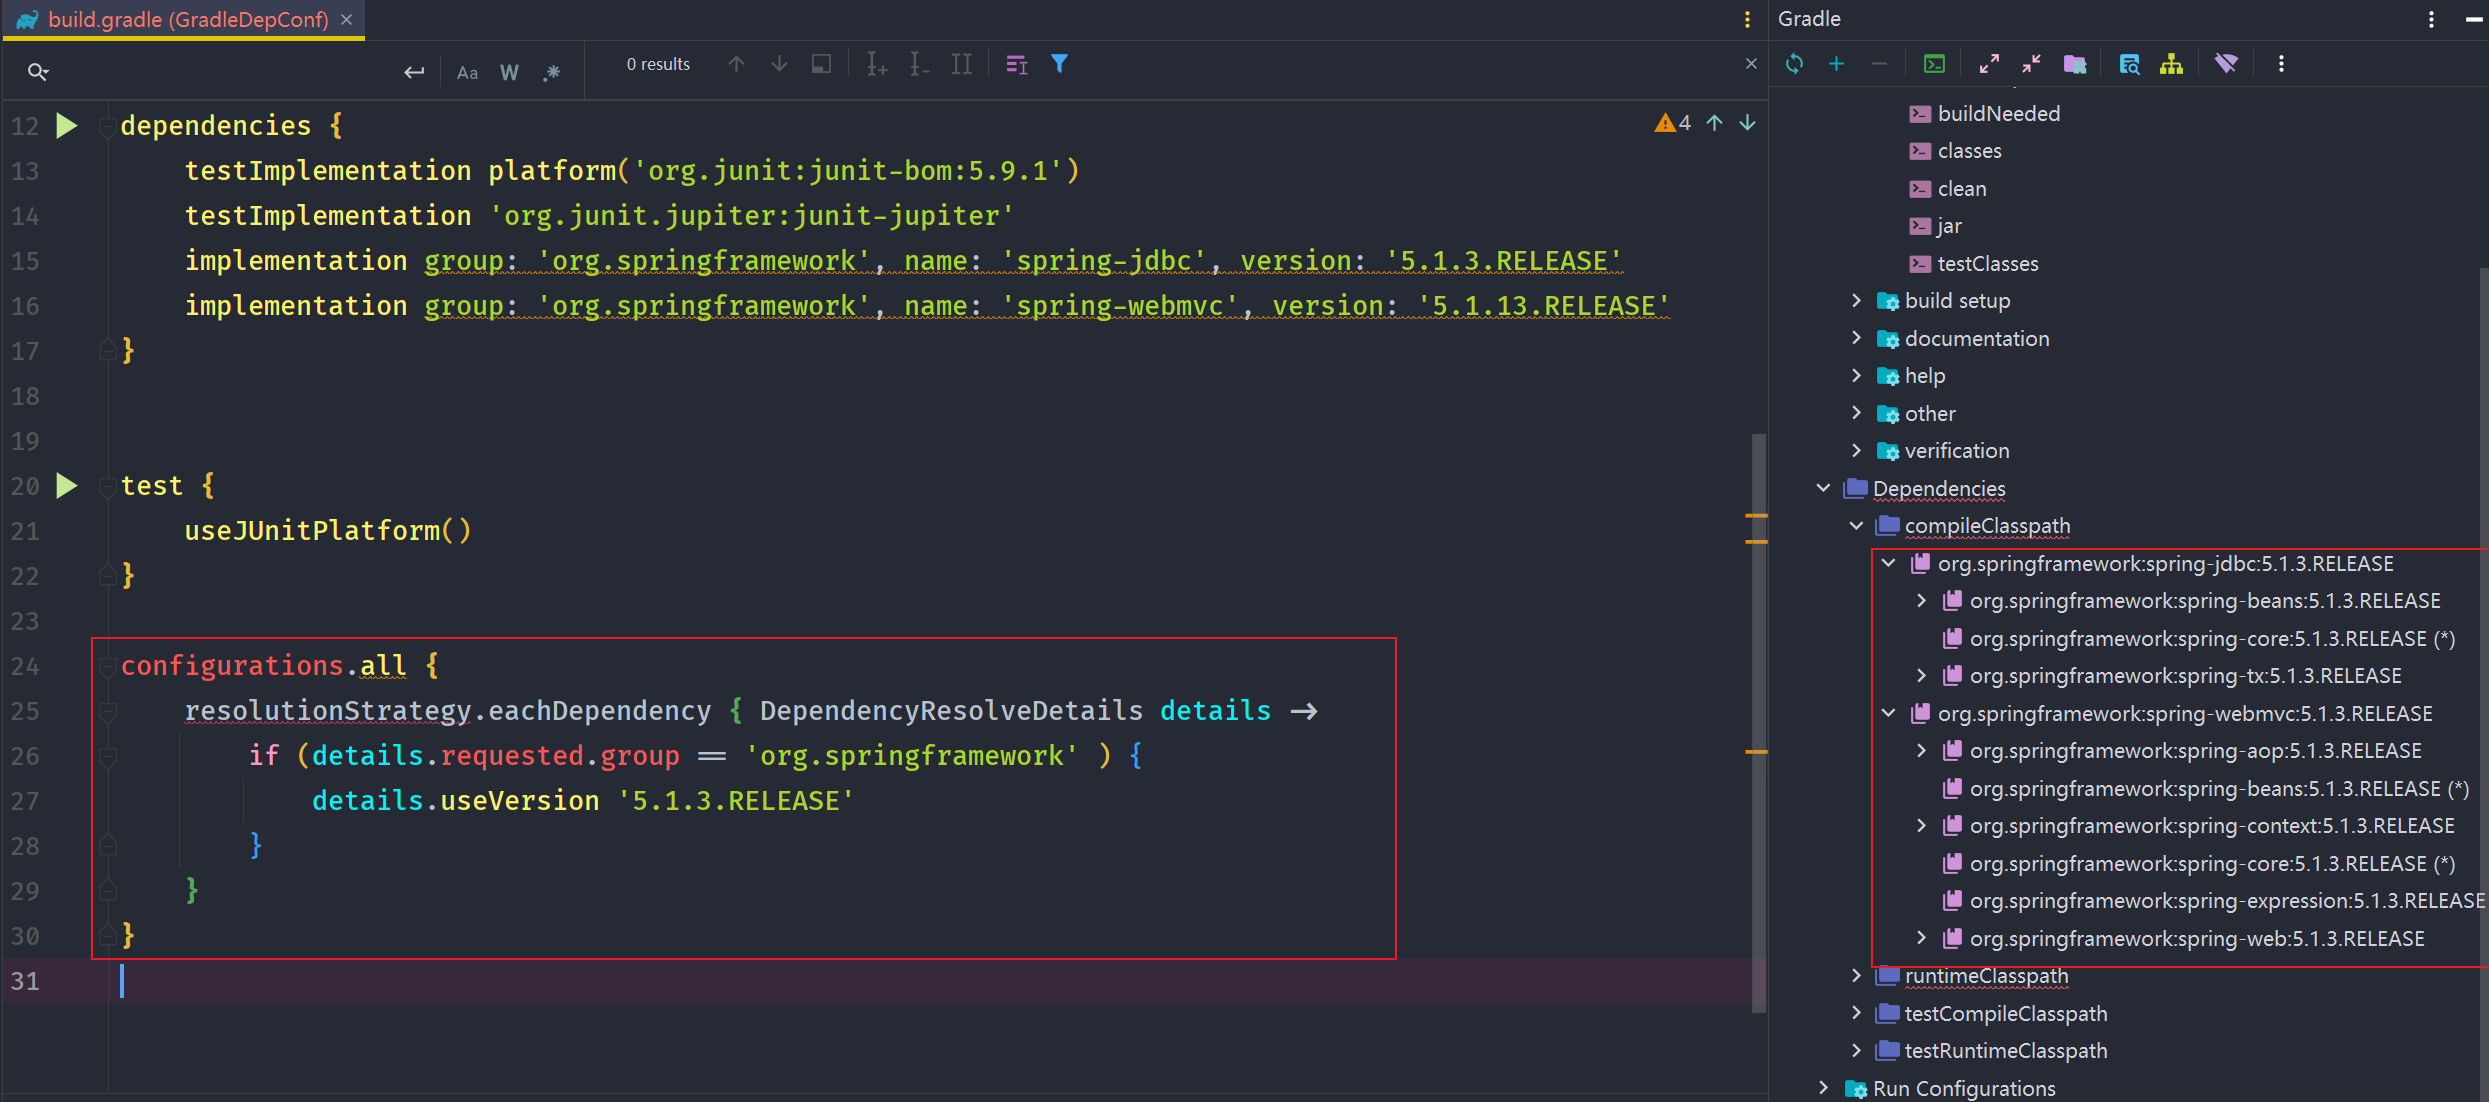 build.gradle (GradleDepConf)
Aa W .* 0 results
4
12 dependencies {
13 testImplementation platform('org.junit:junit-bom:5.9.1')
14 testImplementation 'org.junit.jupiter:junit-jupiter'
15 implementation group: 'org.springframework', name: 'spring-jdbc', version: '5.1.3.RELEASE'
16 implementation group: 'org.springframework', name: 'spring-webmvc', version: '5.1.13.RELEASE'
17 }
18
19
20 test {
21 useJUnitPlatform()
22 }
23
24 configurations.all {
25 resolutionStrategy.eachDependency { DependencyResolveDetails details →
26 if (details.requested.group == 'org.springframework' ) {
27 details.useVersion '5.1.3.RELEASE'
28 }
29 }
30 }
31
Gradle
buildNeeded
classes
clean
jar
testClasses
build setup
documentation
help
other
verification
Dependencies
compileClasspath
org.springframework:spring-jdbc:5.1.3.RELEASE
org.springframework:spring-beans:5.1.3.RELEASE
org.springframework:spring-core:5.1.3.RELEASE (*)
org.springframework:spring-tx:5.1.3.RELEASE
org.springframework:spring-webmvc:5.1.3.RELEASE
org.springframework:spring-aop:5.1.3.RELEASE
org.springframework:spring-beans:5.1.3.RELEASE (*)
org.springframework:spring-context:5.1.3.RELEASE
org.springframework:spring-core:5.1.3.RELEASE (*)
org.springframework:spring-expression:5.1.3.RELEASE
org.springframework:spring-web:5.1.3.RELEASE
runtimeClasspath
testCompileClasspath
testRuntimeClasspath
Run Configurations